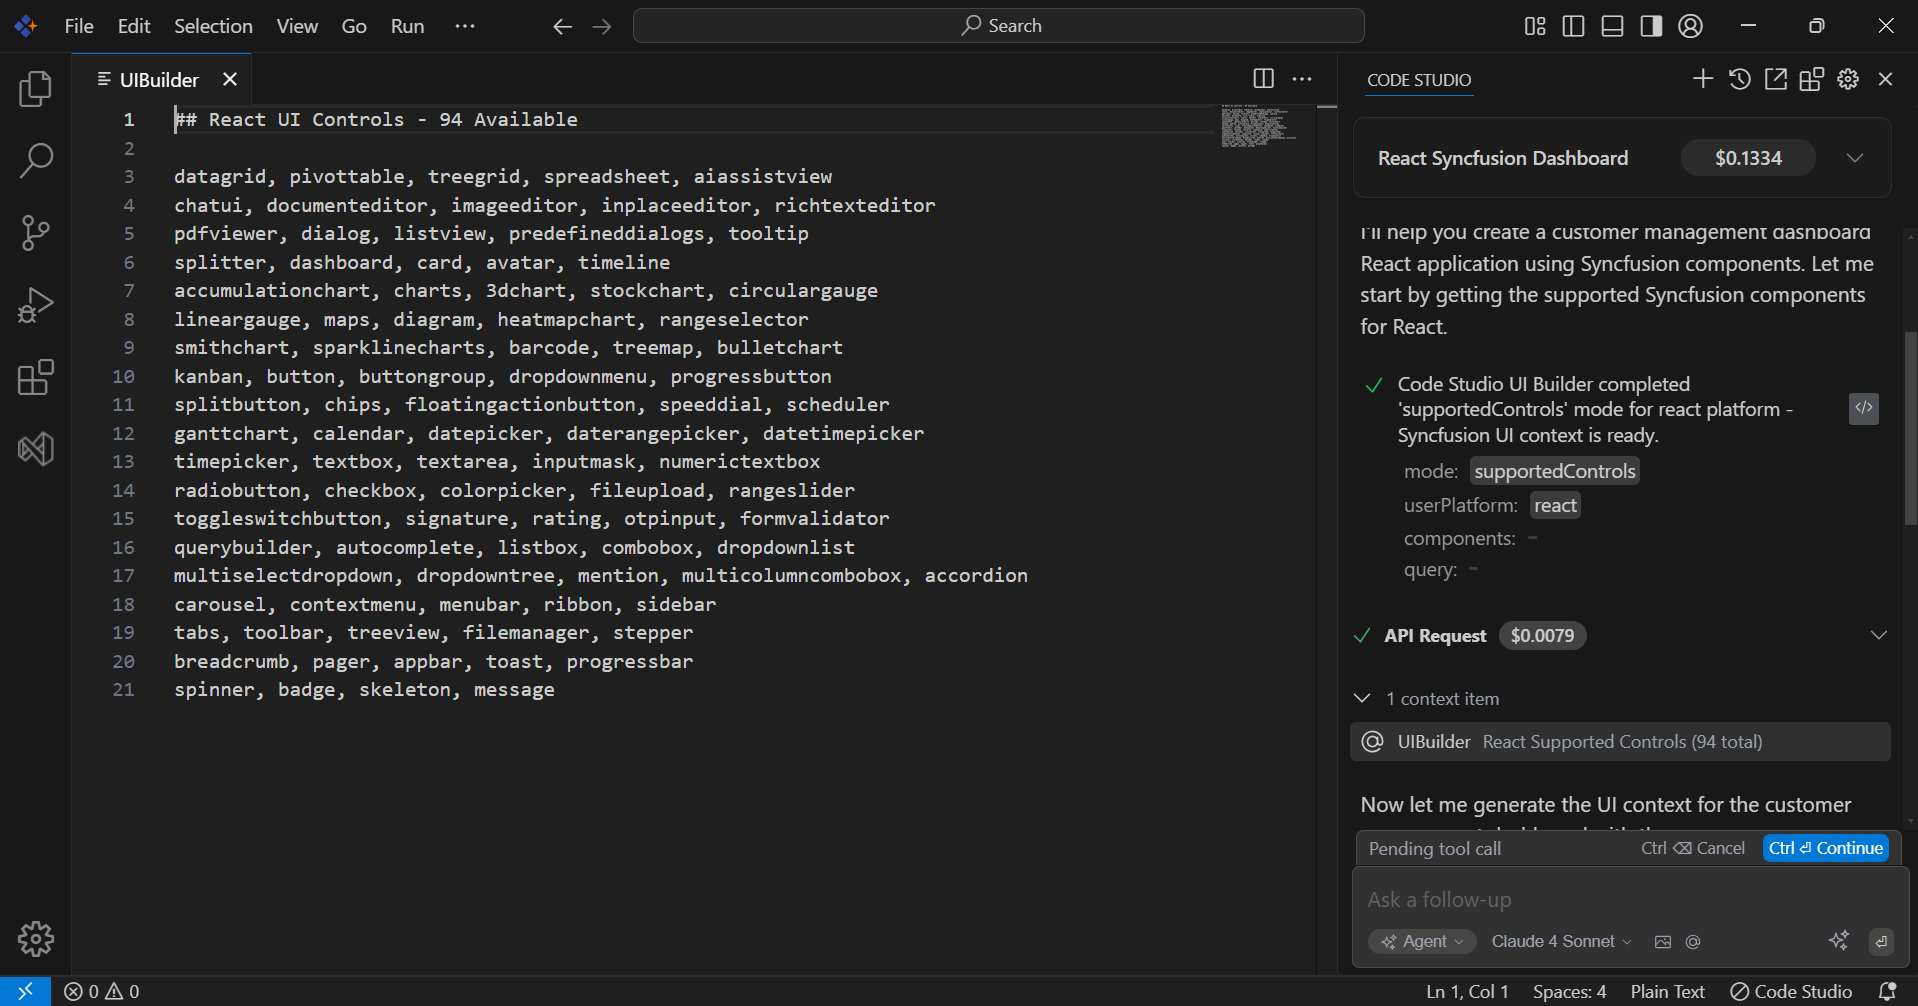 File Edit Selection View Go Run ···
Search
UIBuilder
1 ## React UI Controls - 94 Available
2
3 datagrid, pivottable, treegrid, spreadsheet, aiassistview
4 chatui, documenteditor, imageeditor, inplaceeditor, richtexteditor
5 pdfviewer, dialog, listview, predefineddialogs, tooltip
6 splitter, dashboard, card, avatar, timeline
7 accumulationchart, charts, 3dchart, stockchart, circulargauge
8 lineargauge, maps, diagram, heatmapchart, rangeselector
9 smithchart, sparklinecharts, barcode, treemap, bulletchart
10 kanban, button, buttongroup, dropdownmenu, progressbutton
11 splitbutton, chips, floatingactionbutton, speeddial, scheduler
12 ganttchart, calendar, datepicker, daterangepicker, datetimepicker
13 timepicker, textbox, textarea, inputmask, numerictextbox
14 radiobutton, checkbox, colorpicker, fileupload, rangeslider
15 toggleswitchbutton, signature, rating, otpinput, formvalidator
16 querybuilder, autocomplete, listbox, combobox, dropdownlist
17 multiselectdropdown, dropdowntree, mention, multicolumncombobox, accordion
18 carousel, contextmenu, menubar, ribbon, sidebar
19 tabs, toolbar, treeview, filemanager, stepper
20 breadcrumb, pager, appbar, toast, progressbar
21 spinner, badge, skeleton, message
CODE STUDIO
React Syncfusion Dashboard $0.1334
I'll help you create a customer management dashboard
React application using Syncfusion components. Let me
start by getting the supported Syncfusion components
for React.
Code Studio UI Builder completed
'supportedControls' mode for react platform -
Syncfusion UI context is ready.
mode: supportedControls
userPlatform: react
components: -
query: -
API Request $0.0079
1 context item
UIBuilder React Supported Controls (94 total)
Now let me generate the UI context for the customer
Pending tool call Ctrl ⌫ Cancel Ctrl ⏎ Continue
Ask a follow-up
Agent Claude 4 Sonnet
0 0 Ln 1, Col 1 Spaces: 4 Plain Text Code Studio